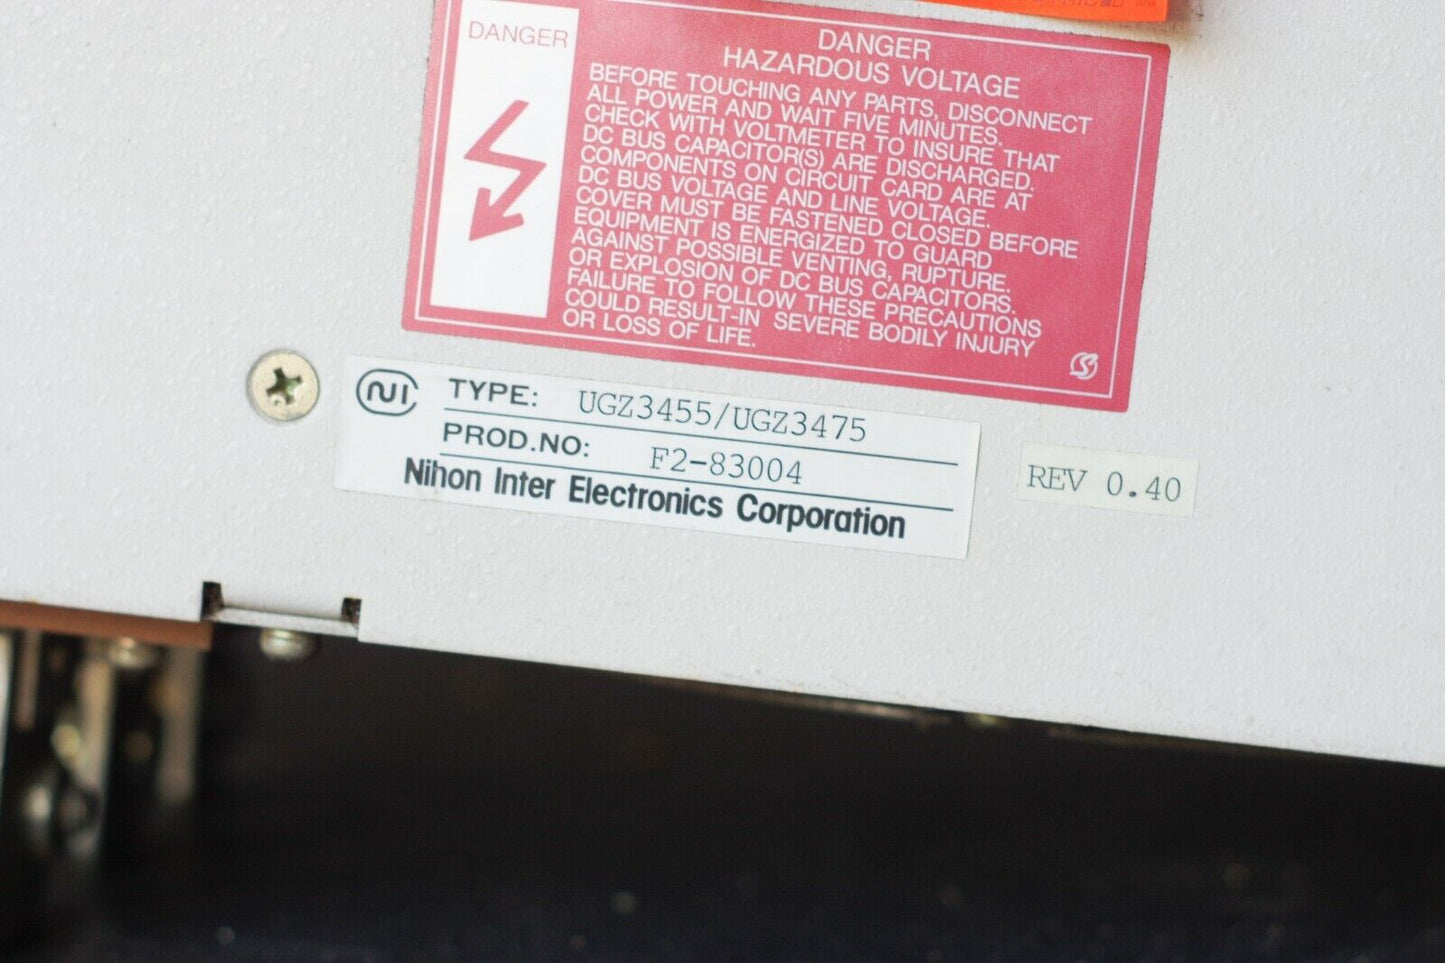 DANGER
DANGER
HAZARDOUS VOLTAGE
BEFORE TOUCHING ANY PARTS, DISCONNECT
ALL POWER AND WAIT FIVE MINUTES.
CHECK WITH VOLTMETER TO INSURE THAT
DC BUS CAPACITOR(S) ARE DISCHARGED.
COMPONENTS ON CIRCUIT CARD ARE AT
DC BUS VOLTAGE AND LINE VOLTAGE.
COVER MUST BE FASTENED CLOSED BEFORE
EQUIPMENT IS ENERGIZED TO GUARD
AGAINST POSSIBLE VENTING, RUPTURE.
OR EXPLOSION OF DC BUS CAPACITORS.
FAILURE TO FOLLOW THESE PRECAUTIONS
COULD RESULT-IN SEVERE BODILY INJURY
OR LOSS OF LIFE.
NI TYPE: UGZ3455/UGZ3475
PROD.NO: F2-83004
Nihon Inter Electronics Corporation
REV 0.40